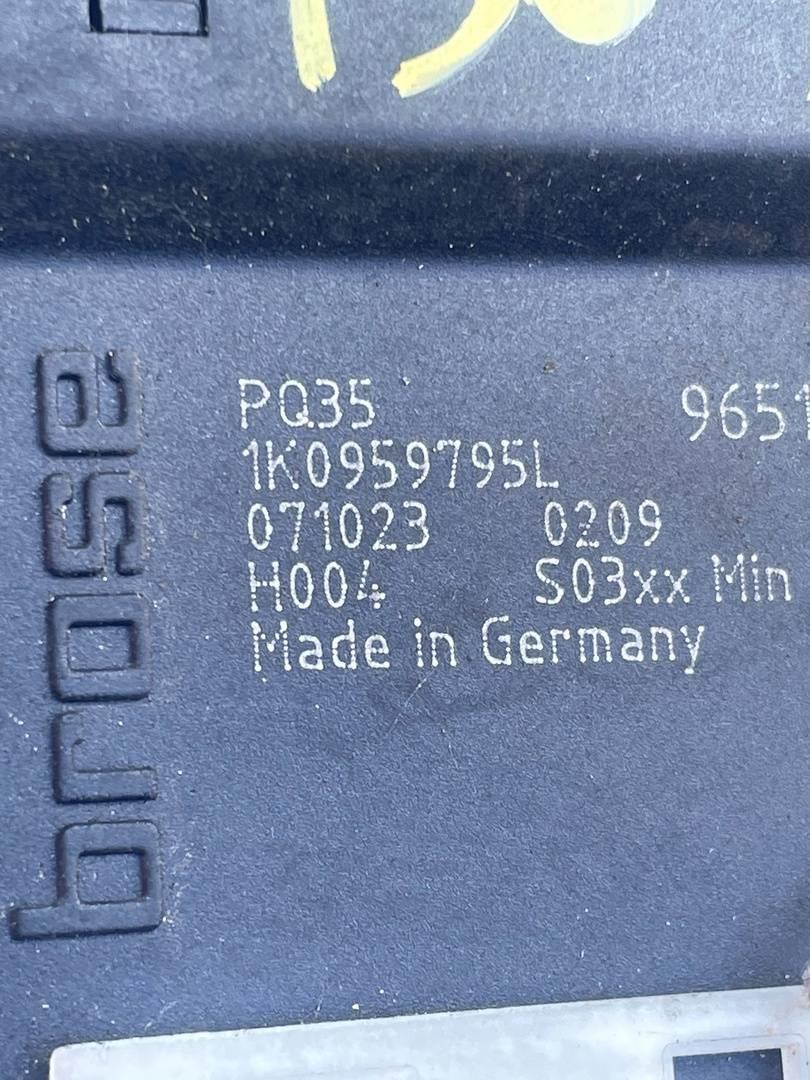 brose
PQ35 9651
1K0959795L
071023 0209
H004 S03xx Min
Made in Germany